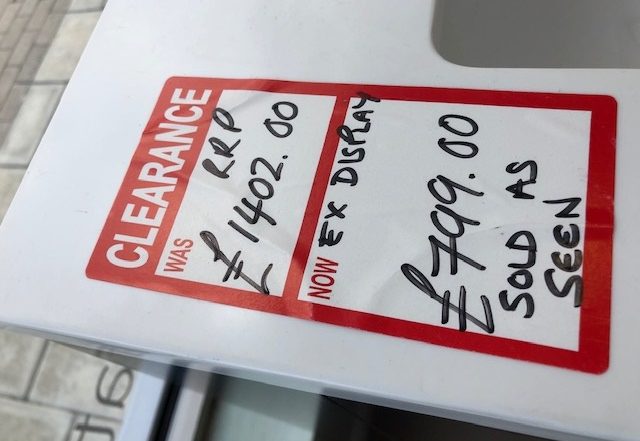 CLEARANCE
WAS RRP
£1402.00
NOW EX DISPLAY
£799.00
SOLD AS
SEEN